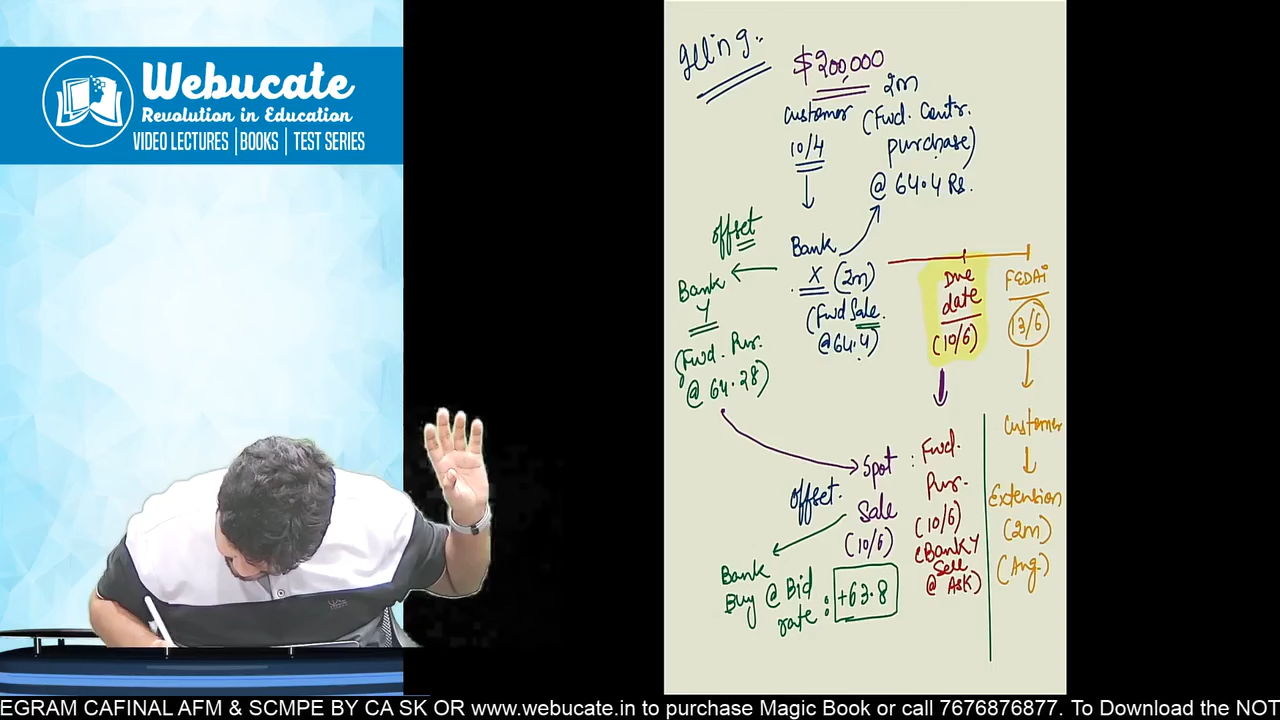 Webucate
Revolution in Education
VIDEO LECTURES | BOOKS | TEST SERIES
$200,000
2m
Customer
10/4
(Fwd. Contr.
purchase)
@ 64.4 Rs.
offset
Bank
X (2m)
(Fwd Sale.
@64.4)
Bank
Y
(Fwd. Pur.
@ 64.28)
Due
date
(10/6)
FEDAi
13/6
Customer
Extension
(2m)
(Aug.)
Spot
Sale
(10/6)
: Fwd.
Pur.
(10/6)
(Bank Y
Sell
@ ASK)
offset.
Bank
Buy @ Bid
rate : +63.8
EGRAM CAFINAL AFM & SCMPE BY CA SK OR www.webucate.in to purchase Magic Book or call 7676876877. To Download the NOT